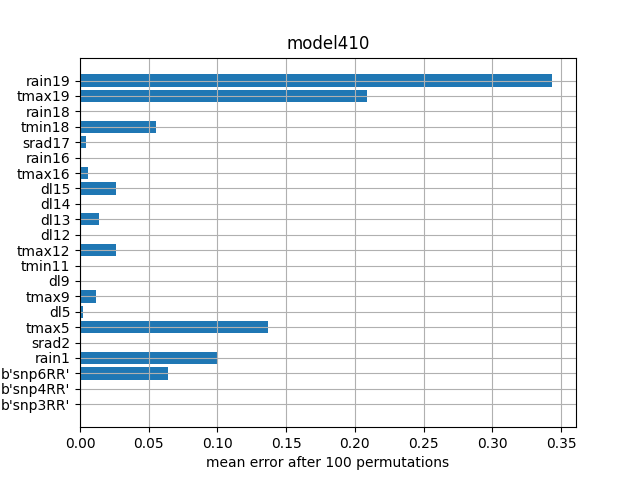 model410
rain19
tmax19
rain18
tmin18
srad17
rain16
tmax16
dl15
dl14
dl13
dl12
tmax12
tmin11
dl9
tmax9
dl5
tmax5
srad2
rain1
b'snp6RR'
b'snp4RR'
b'snp3RR'
0.00 0.05 0.10 0.15 0.20 0.25 0.30 0.35
mean error after 100 permutations